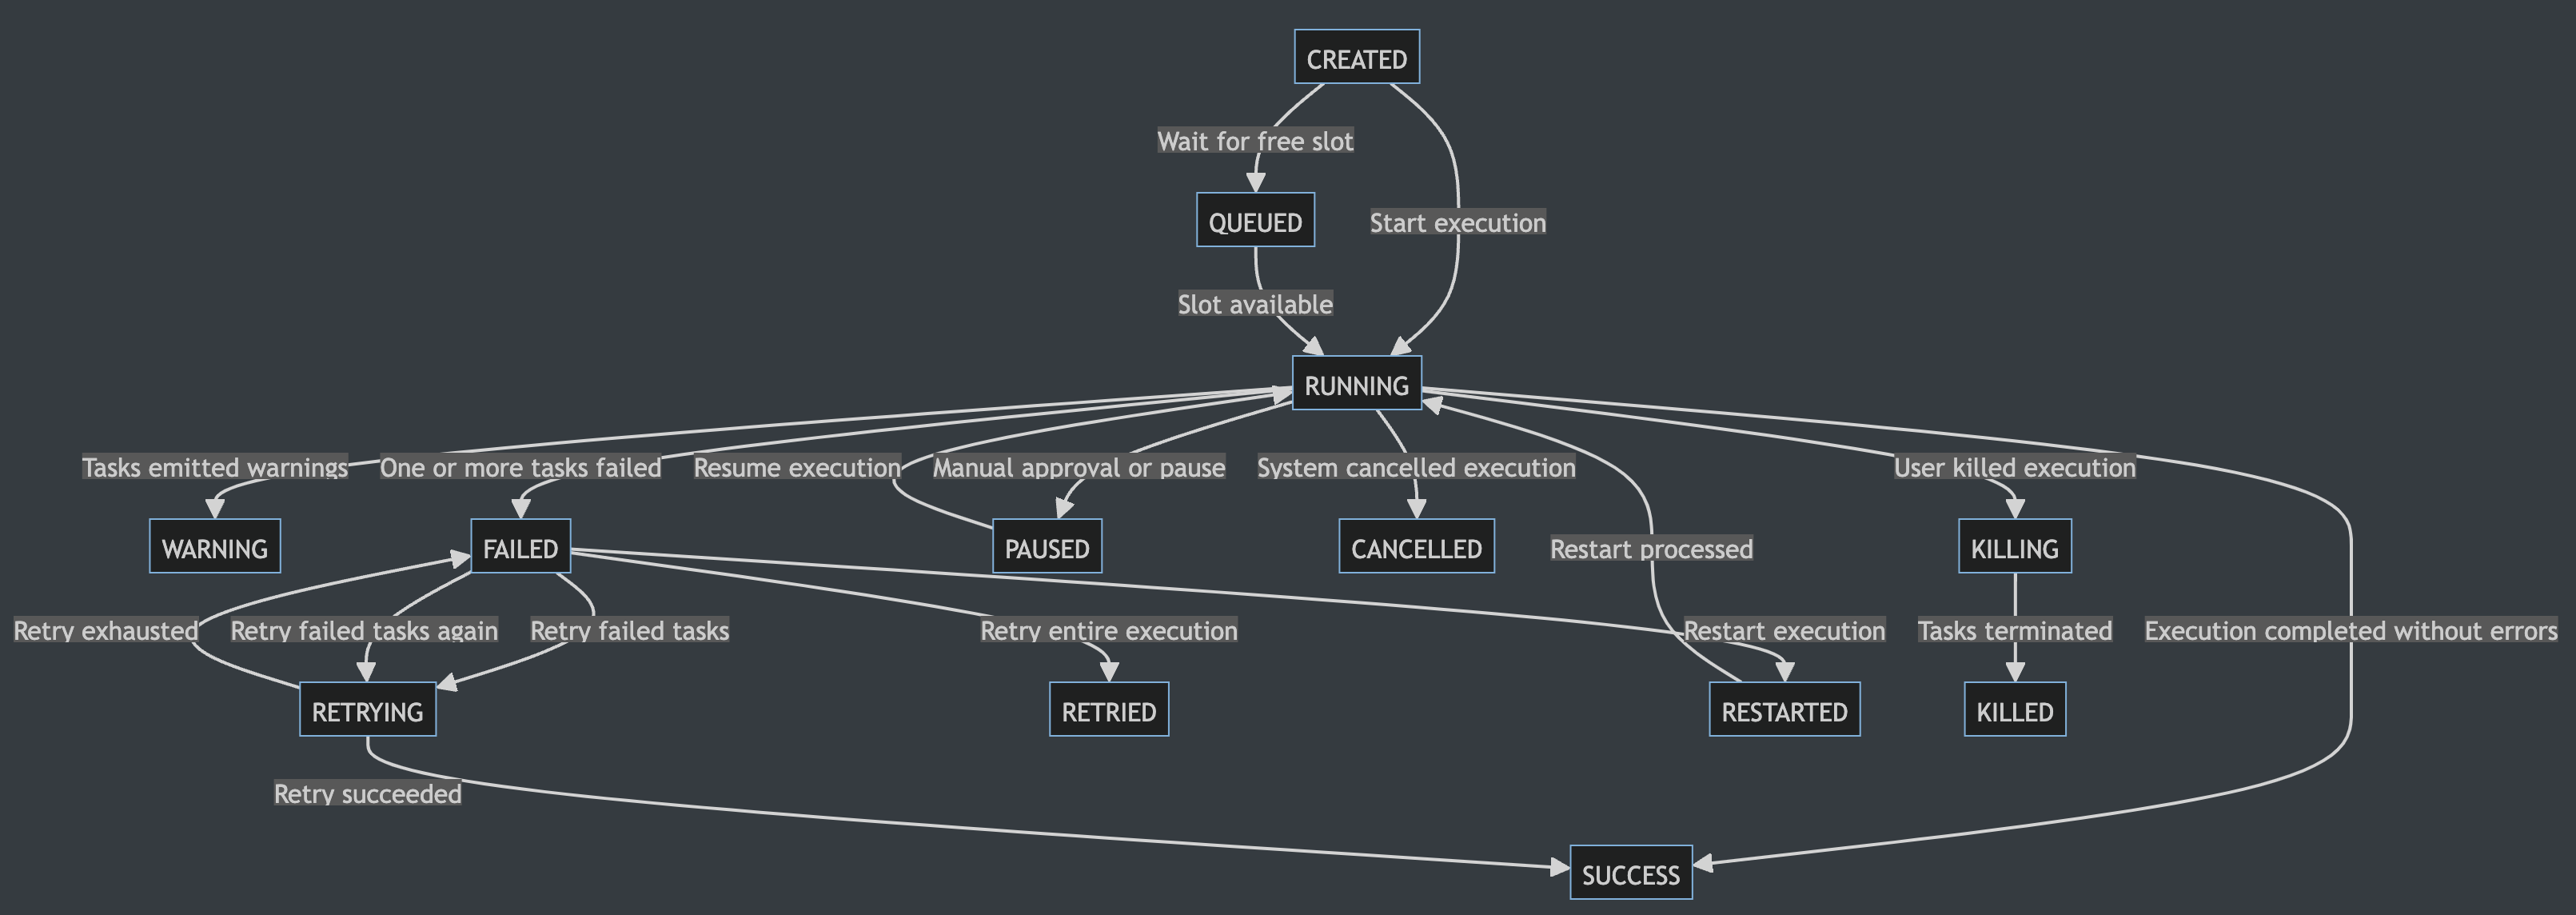 CREATED
Wait for free slot
QUEUED
Start execution
Slot available
RUNNING
Tasks emitted warnings
One or more tasks failed
Resume execution
Manual approval or pause
System cancelled execution
User killed execution
WARNING
FAILED
PAUSED
CANCELLED
Restart processed
KILLING
Retry exhausted
Retry failed tasks again
Retry failed tasks
Retry entire execution
Restart execution
Tasks terminated
Execution completed without errors
RETRYING
RETRIED
RESTARTED
KILLED
Retry succeeded
SUCCESS